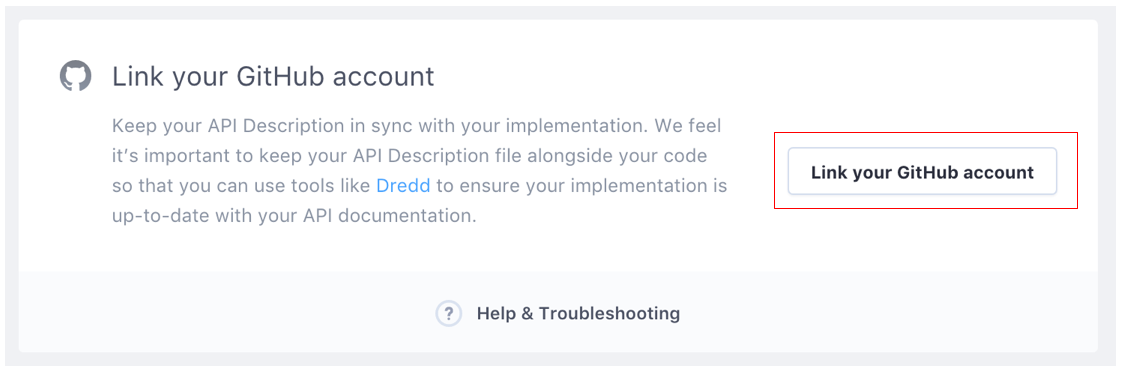 Link your GitHub account
Keep your API Description in sync with your implementation. We feel
it's important to keep your API Description file alongside your code
so that you can use tools like Dredd to ensure your implementation is
up-to-date with your API documentation.
Link your GitHub account
? Help & Troubleshooting